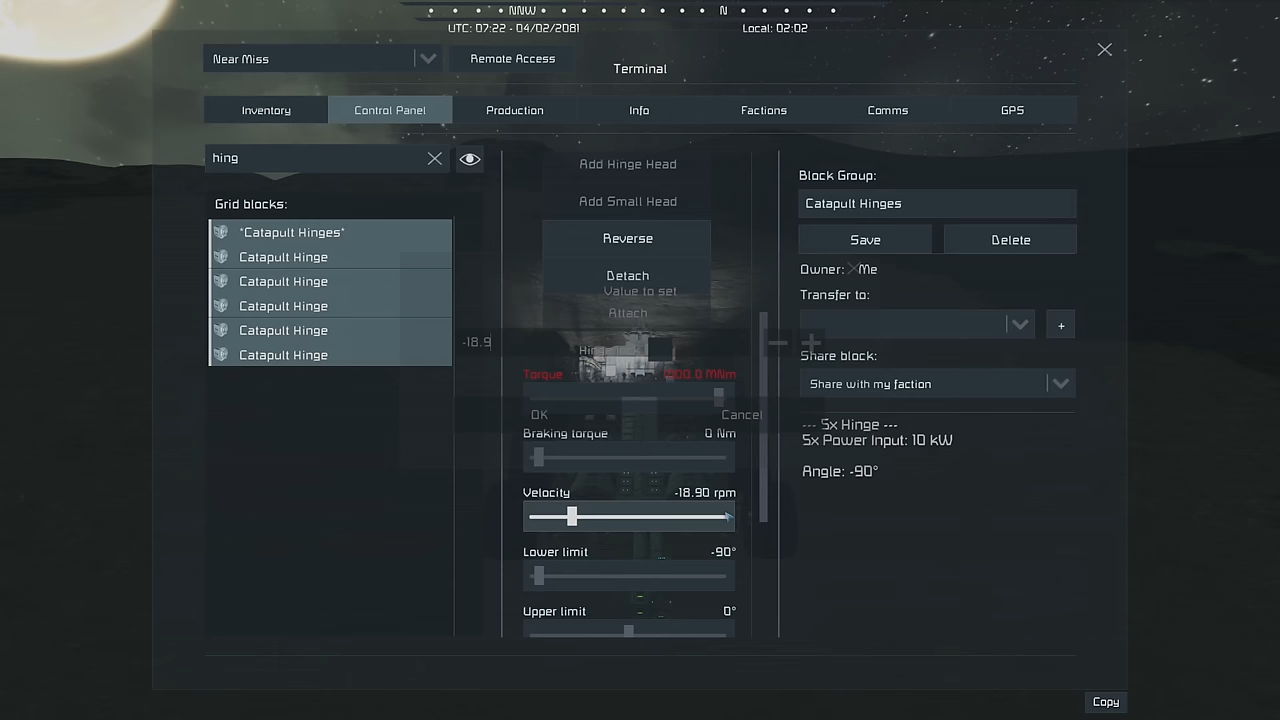 NNW N
UTC: 07:22 - 04/02/2081 Local: 02:02
Near Miss
Remote Access
Terminal
Inventory
Control Panel
Production
Info
Factions
Comms
GPS
hing
Grid blocks:
*Catapult Hinges*
Catapult Hinge
Catapult Hinge
Catapult Hinge
Catapult Hinge
Catapult Hinge
Add Hinge Head
Add Small Head
Reverse
Detach
Value to set
Attach
-18.9
Torque
OK
Cancel
Braking torque 0 Nm
Velocity -18.90 rpm
Lower limit -90°
Upper limit 0°
Block Group:
Catapult Hinges
Save
Delete
Owner: Me
Transfer to:
+
Share block:
Share with my faction
--- 5x Hinge ---
5x Power Input: 10 kW
Angle: -90°
Copy